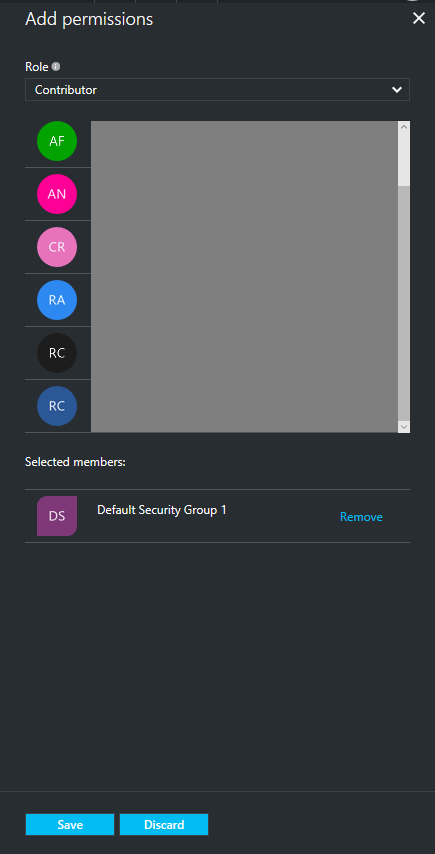 Add permissions
Role
Contributor
AF
AN
CR
RA
RC
RC
Selected members:
DS Default Security Group 1 Remove
Save Discard